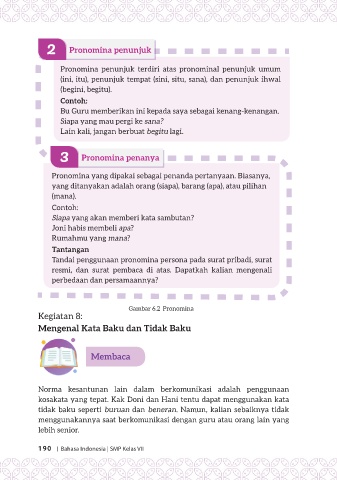 2 Pronomina penunjuk
Pronomina penunjuk terdiri atas pronominal penunjuk umum
(ini, itu), penunjuk tempat (sini, situ, sana), dan penunjuk ihwal
(begini, begitu).
Contoh;
Bu Guru memberikan ini kepada saya sebagai kenang-kenangan.
Siapa yang mau pergi ke sana?
Lain kali, jangan berbuat begitu lagi.
3 Pronomina penanya
Pronomina yang dipakai sebagai penanda pertanyaan. Biasanya,
yang ditanyakan adalah orang (siapa), barang (apa), atau pilihan
(mana).
Contoh:
Siapa yang akan memberi kata sambutan?
Joni habis membeli apa?
Rumahmu yang mana?
Tantangan
Tandai penggunaan pronomina persona pada surat pribadi, surat
resmi, dan surat pembaca di atas. Dapatkah kalian mengenali
perbedaan dan persamaannya?
Gambar 6.2 Pronomina
Kegiatan 8:
Mengenal Kata Baku dan Tidak Baku
Membaca
Norma kesantunan lain dalam berkomunikasi adalah penggunaan
kosakata yang tepat. Kak Doni dan Hani tentu dapat menggunakan kata
tidak baku seperti buruan dan beneran. Namun, kalian sebaiknya tidak
menggunakannya saat berkomunikasi dengan guru atau orang lain yang
lebih senior.
190 | Bahasa Indonesia | SMP Kelas VII